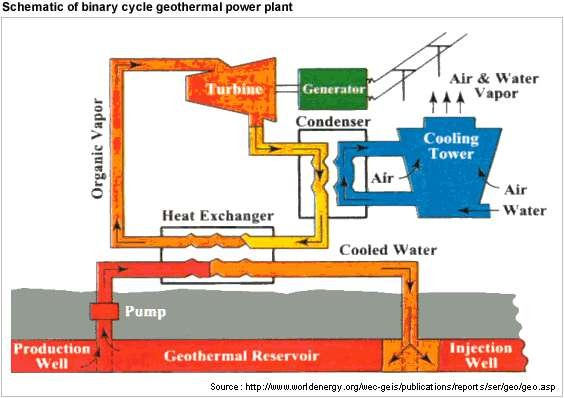 Schematic of binary cycle geothermal power plant
Turbine
Generator
Air & Water
Vapor
Condenser
Cooling
Tower
Organic Vapor
Air
Air
Water
Heat Exchanger
Cooled Water
Pump
Production
Well
Geothermal Reservoir
Injection
Well
Source: http://www.worldenergy.org/wec-geis/publications/reports/ser/geo/geo.asp